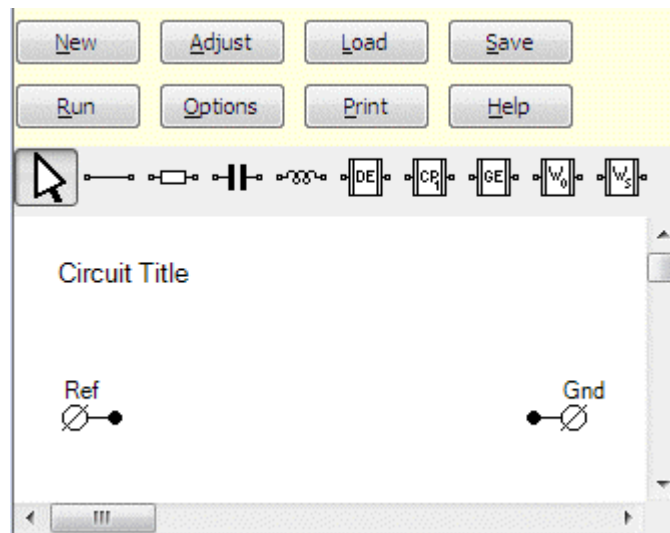 New Adjust Load Save
Run Options Print Help
DE CP1 GE W0 Ws
Circuit Title
Ref Gnd